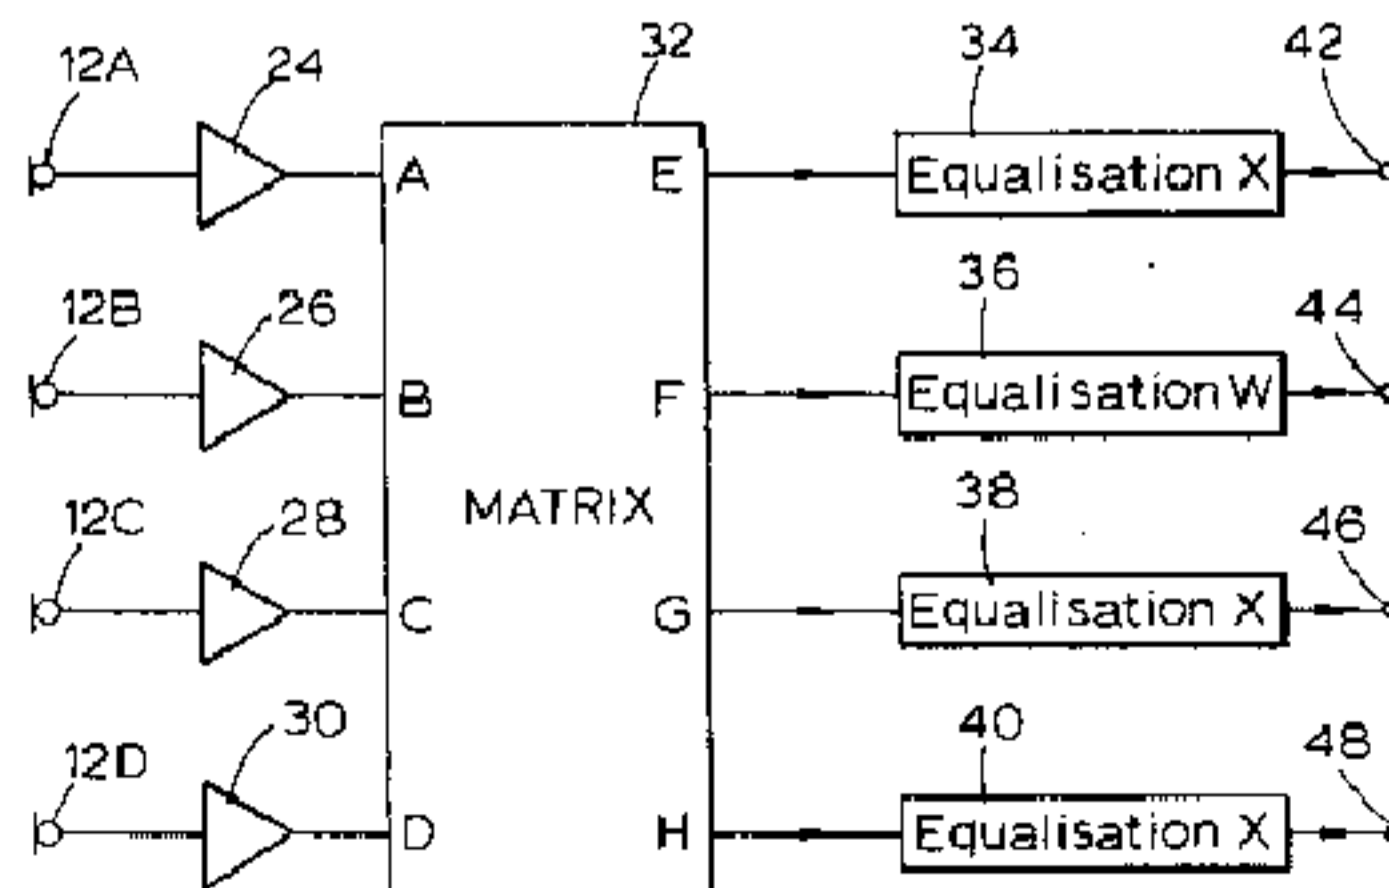 12A 24 32 34 42
A E Equalisation X
12B 26 36 44
B F Equalisation W
MATRIX
12C 28 38 46
C G Equalisation X
12D 30 40 48
D H Equalisation X